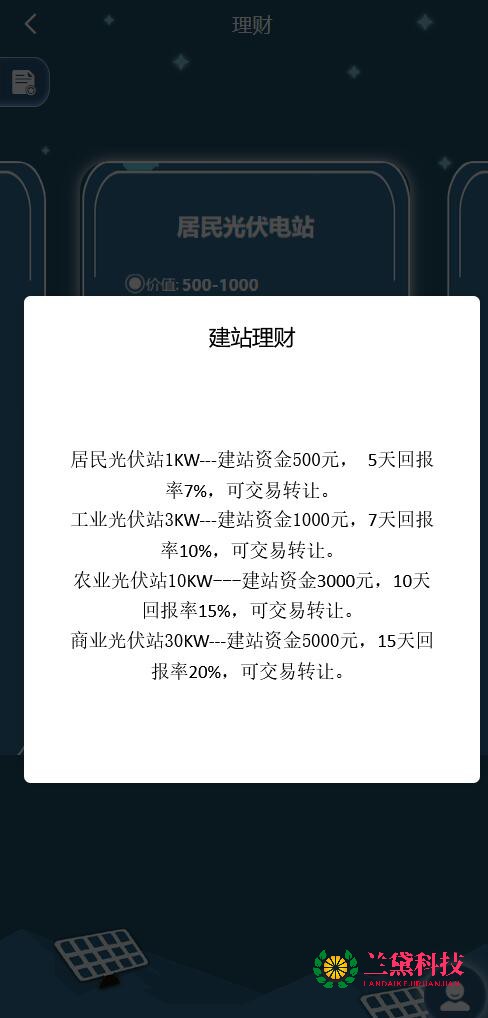 理财
居民光伏电站
价值: 500-1000
建站理财
居民光伏站1KW---建站资金500元， 5天回报
率7%，可交易转让。
工业光伏站3KW---建站资金1000元，7天回报
率10%，可交易转让。
农业光伏站10KW---建站资金3000元，10天
回报率15%，可交易转让。
商业光伏站30KW---建站资金5000元，15天回
报率20%，可交易转让。
兰黛科技
LANDAIKEJIRUANJIAN